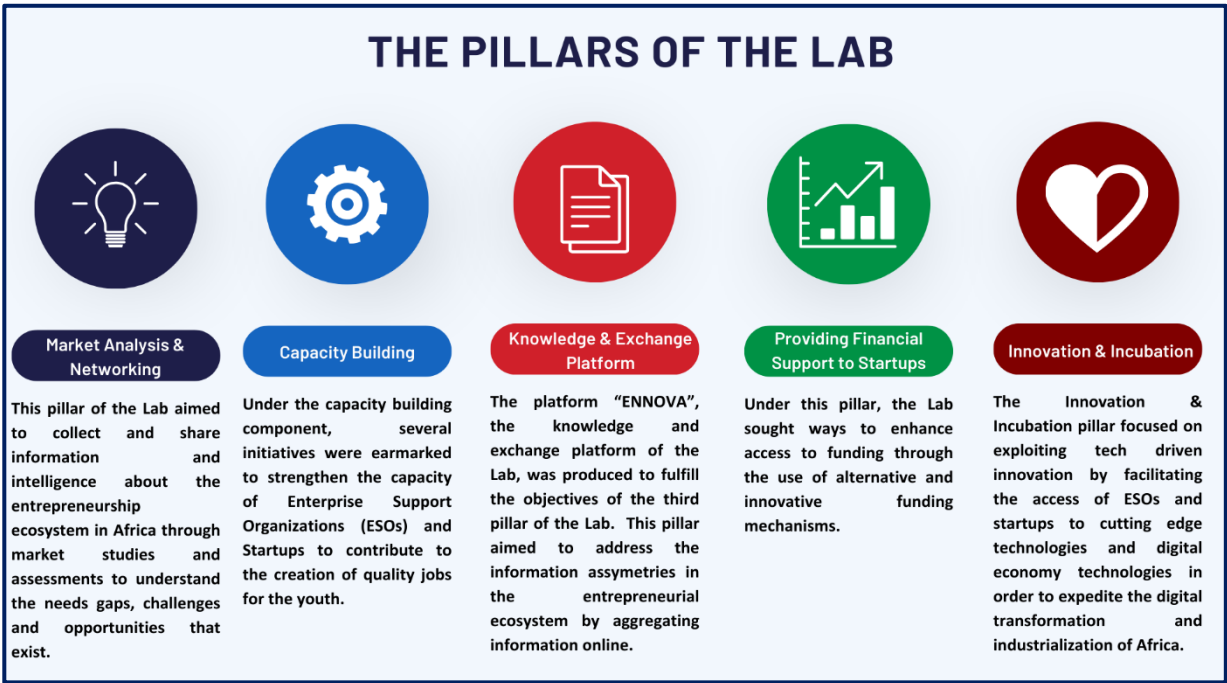 THE PILLARS OF THE LAB
Market Analysis &
Networking
This pillar of the Lab aimed
to collect and share
information and
intelligence about the
entrepreneurship
ecosystem in Africa through
market studies and
assessments to understand
the needs gaps, challenges
and opportunities that
exist.
Capacity Building
Under the capacity building
component, several
initiatives were earmarked
to strengthen the capacity
of Enterprise Support
Organizations (ESOs) and
Startups to contribute to
the creation of quality jobs
for the youth.
Knowledge & Exchange
Platform
The platform “ENNOVA”,
the knowledge and
exchange platform of the
Lab, was produced to fulfill
the objectives of the third
pillar of the Lab. This pillar
aimed to address the
information assymetries in
the entrepreneurial
ecosystem by aggregating
information online.
Providing Financial
Support to Startups
Under this pillar, the Lab
sought ways to enhance
access to funding through
the use of alternative and
innovative funding
mechanisms.
Innovation & Incubation
The Innovation &
Incubation pillar focused on
exploiting tech driven
innovation by facilitating
the access of ESOs and
startups to cutting edge
technologies and digital
economy technologies in
order to expedite the digital
transformation and
industrialization of Africa.